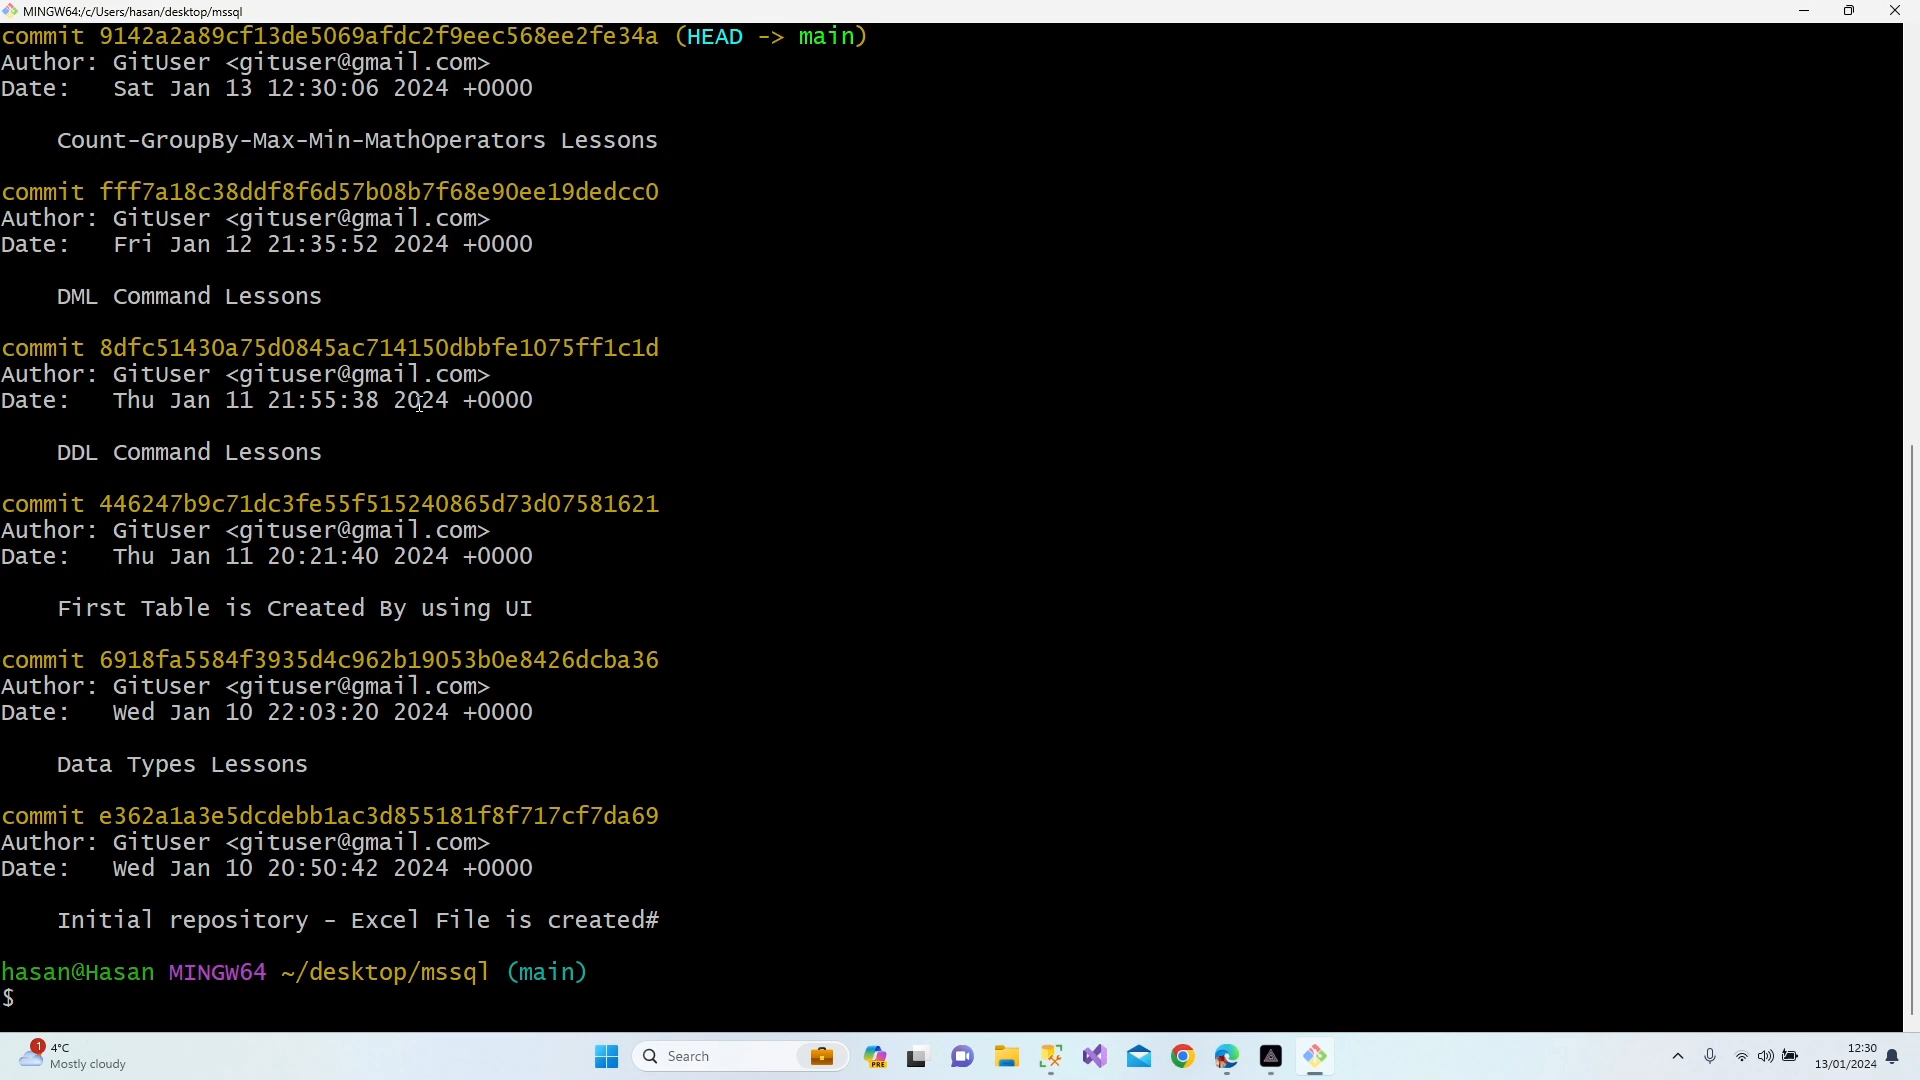 MINGW64:/c/Users/hasan/desktop/mssql
commit 9142a2a89cf13de5069afdc2f9eec568ee2fe34a (HEAD -> main)
Author: GitUser <gituser@gmail.com>
Date:   Sat Jan 13 12:30:06 2024 +0000
Count-GroupBy-Max-Min-MathOperators Lessons
commit fff7a18c38ddf8f6d57b08b7f68e90ee19dedcc0
Author: GitUser <gituser@gmail.com>
Date:   Fri Jan 12 21:35:52 2024 +0000
DML Command Lessons
commit 8dfc51430a75d0845ac714150dbbfe1075ff1c1d
Author: GitUser <gituser@gmail.com>
Date:   Thu Jan 11 21:55:38 2024 +0000
DDL Command Lessons
commit 446247b9c71dc3fe55f515240865d73d07581621
Author: GitUser <gituser@gmail.com>
Date:   Thu Jan 11 20:21:40 2024 +0000
First Table is Created By using UI
commit 6918fa5584f3935d4c962b19053b0e8426dcba36
Author: GitUser <gituser@gmail.com>
Date:   Wed Jan 10 22:03:20 2024 +0000
Data Types Lessons
commit e362a1a3e5dcdebb1ac3d855181f8f717cf7da69
Author: GitUser <gituser@gmail.com>
Date:   Wed Jan 10 20:50:42 2024 +0000
Initial repository - Excel File is created#
hasan@Hasan MINGW64 ~/desktop/mssql (main)
$
1
4°C
Mostly cloudy
Search
PRE
12:30
13/01/2024